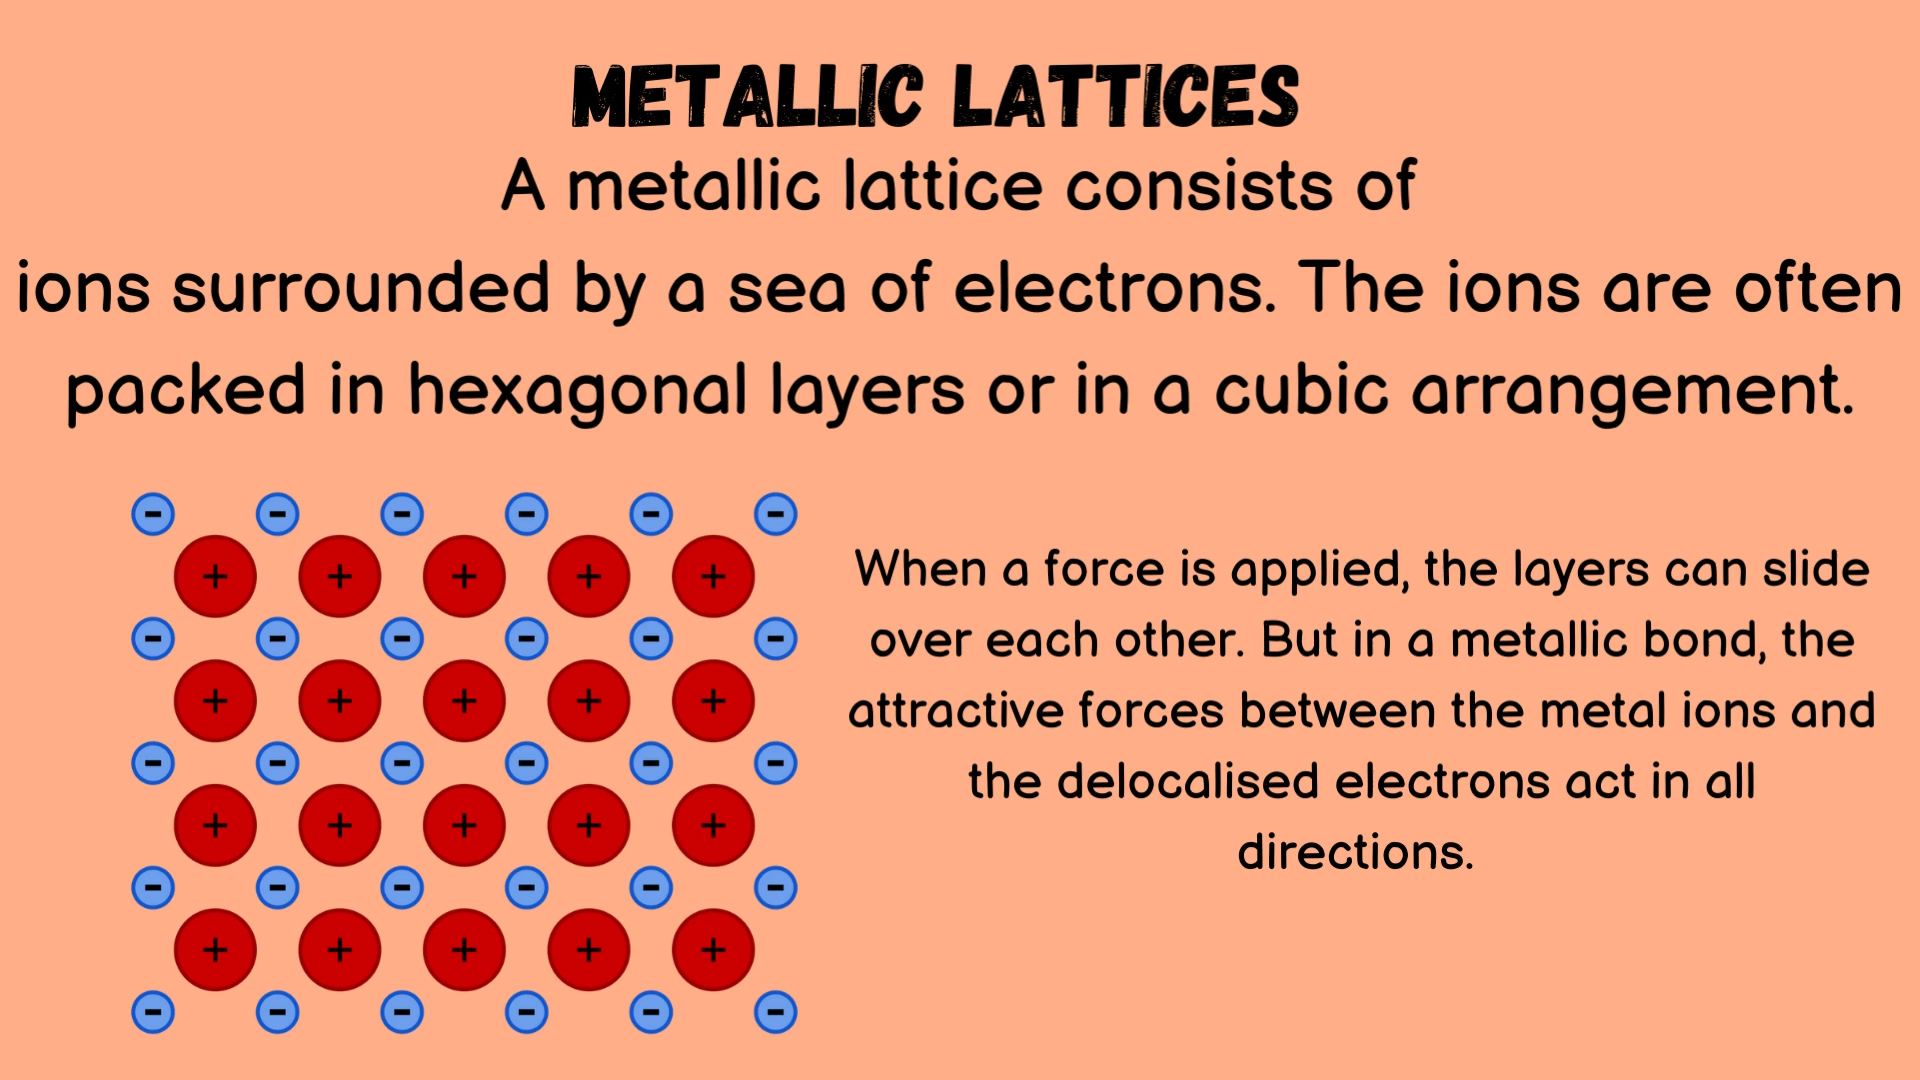 METALLIC LATTICES
A metallic lattice consists of
ions surrounded by a sea of electrons. The ions are often
packed in hexagonal layers or in a cubic arrangement.
- - - - - -
+ + + + +
- - - - - -
+ + + + +
- - - - - -
+ + + + +
- - - - - -
+ + + + +
- - - - - -
When a force is applied, the layers can slide
over each other. But in a metallic bond, the
attractive forces between the metal ions and
the delocalised electrons act in all
directions.